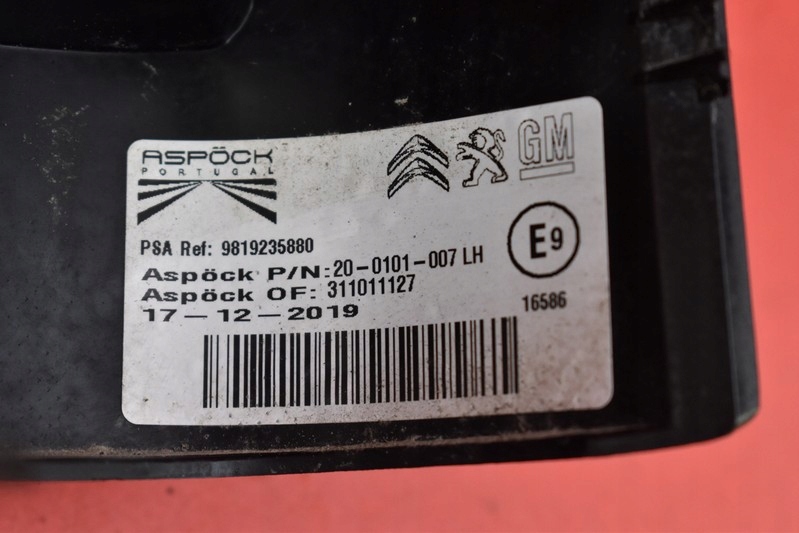 ASPÖCK
PORTUGAL
GM
PSA Ref: 9819235880
E9
Aspöck P/N: 20-0101-007 LH
Aspöck OF: 311011127
16586
17-12-2019